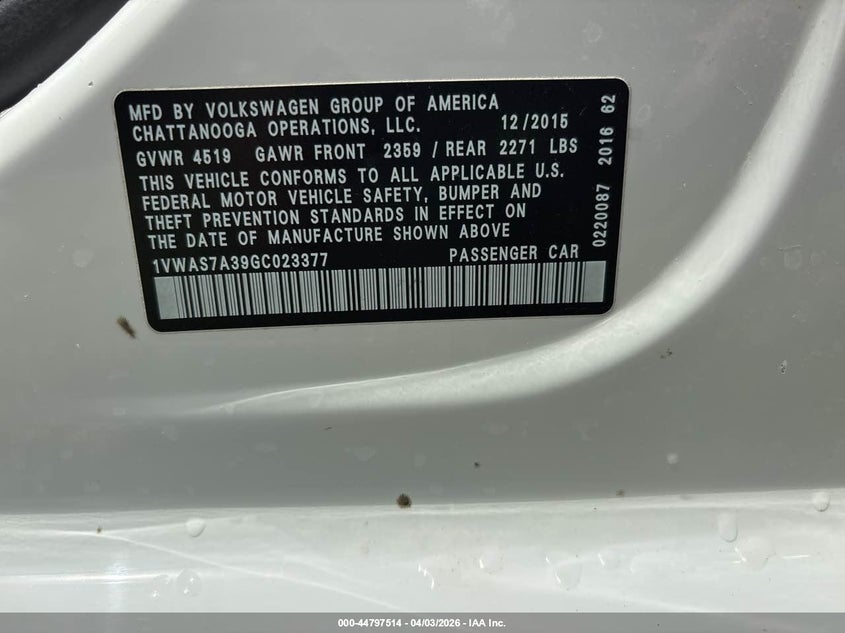 MFD BY VOLKSWAGEN GROUP OF AMERICA
CHATTANOOGA OPERATIONS, LLC. 12/2015
GVWR 4519 GAWR FRONT 2359 / REAR 2271 LBS
THIS VEHICLE CONFORMS TO ALL APPLICABLE U.S.
FEDERAL MOTOR VEHICLE SAFETY, BUMPER AND
THEFT PREVENTION STANDARDS IN EFFECT ON
THE DATE OF MANUFACTURE SHOWN ABOVE
1VWAS7A39GC023377 PASSENGER CAR
0220087 2016 62
000-44797514 - 04/03/2026 - IAA Inc.